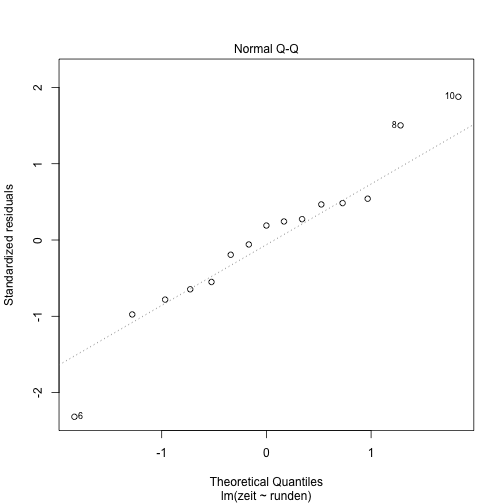 Normal Q-Q
2
1
0
-1
-2
Standardized residuals
10
8
6
-1 0 1
Theoretical Quantiles
lm(zeit ~ runden)